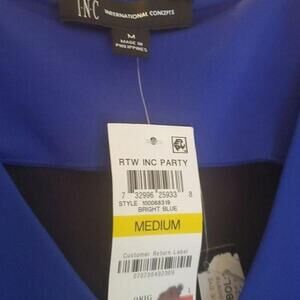 I·N·C INTERNATIONAL CONCEPTS
M
MADE IN
PHILIPPINES
RTW INC PARTY
7 32996 25933 8
STYLE 100068319
BRIGHT BLUE
MEDIUM
Customer Return Label